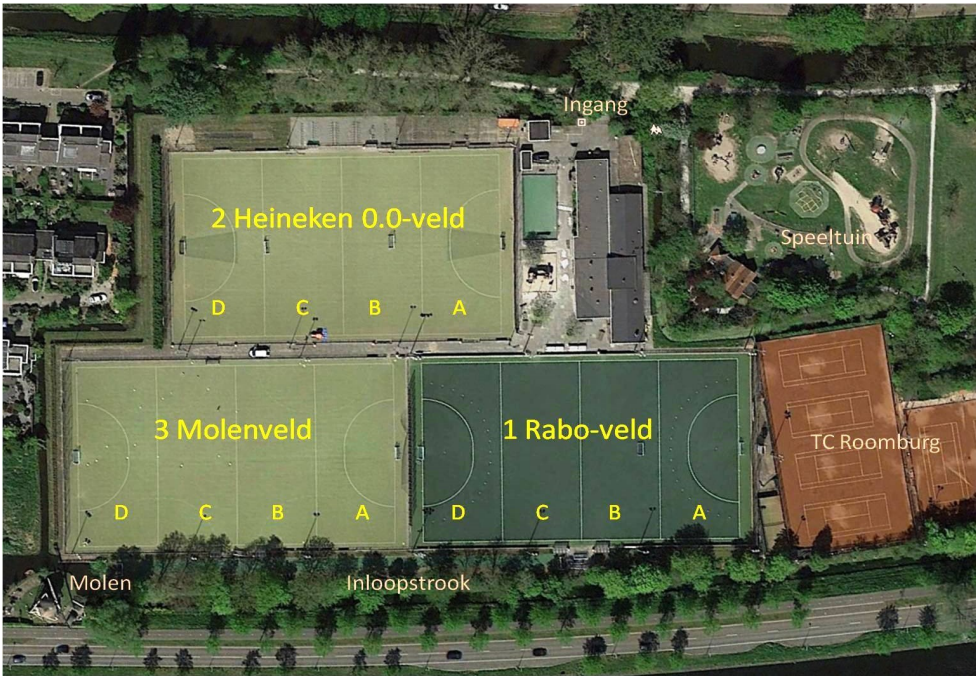 Ingang
2 Heineken 0.0-veld
Speeltuin
D C B A
3 Molenveld
1 Rabo-veld
TC Roomburg
D C B A
D C B A
Molen
Inloopstrook